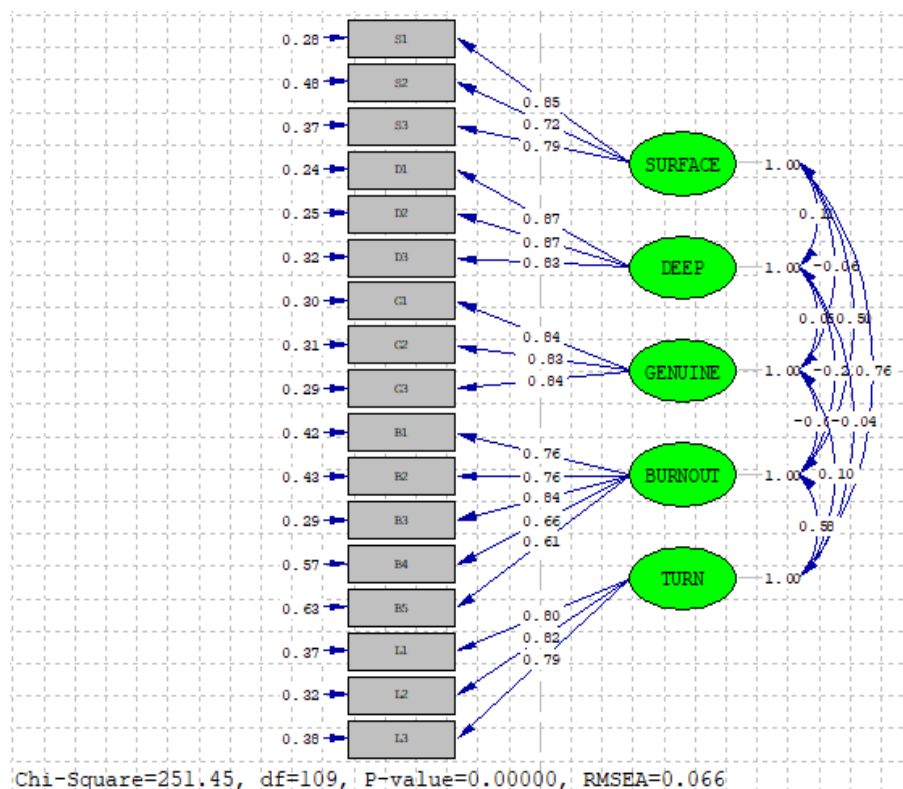 0.28 S1
0.85
0.48 S2
0.72
0.37 S3
0.79
SURFACE 1.00
0.24 D1
0.87
0.25 D2
0.87
0.32 D3
0.83
DEEP 1.00
-0.06
0.30 G1
0.84
0.50
0.31 G2
0.83
0.29 G3
0.84
GENUINE 1.00
0.76
0.42 B1
-0.04
0.76
0.43 B2
0.76
BURNOUT 1.00
0.10
0.29 B3
0.84
0.66
0.58
0.57 B4
0.61
TURN 1.00
0.63 B5
0.80
0.37 L1
0.82
0.79
0.32 L2
0.38 L3
Chi-Square=251.45, df=109, P-value=0.00000, RMSEA=0.066